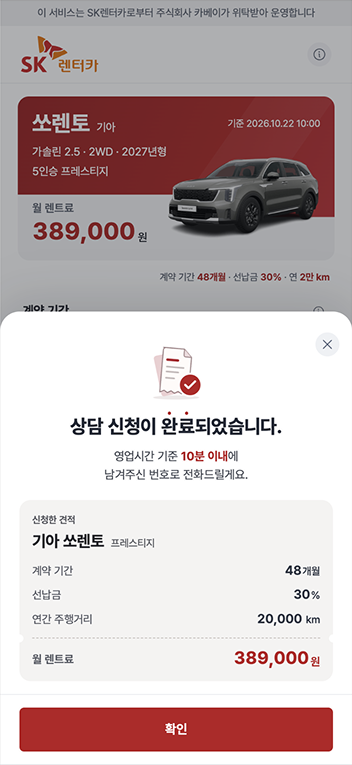 이 서비스는 SK렌터카로부터 주식회사 카베이가 위탁받아 운영합니다
SK 렌터카
쏘렌토 기아
기준 2026.10.22 10:00
가솔린 2.5 · 2WD · 2027년형
5인승 프레스티지
월 렌트료
389,000 원
계약 기간 48개월 · 선납금 30% · 연 2만 km
계약 기간
상담 신청이 완료되었습니다.
영업시간 기준 10분 이내에
남겨주신 번호로 전화드릴게요.
신청한 견적
기아 쏘렌토 프레스티지
계약 기간 48개월
선납금 30%
연간 주행거리 20,000 km
월 렌트료 389,000원
확인